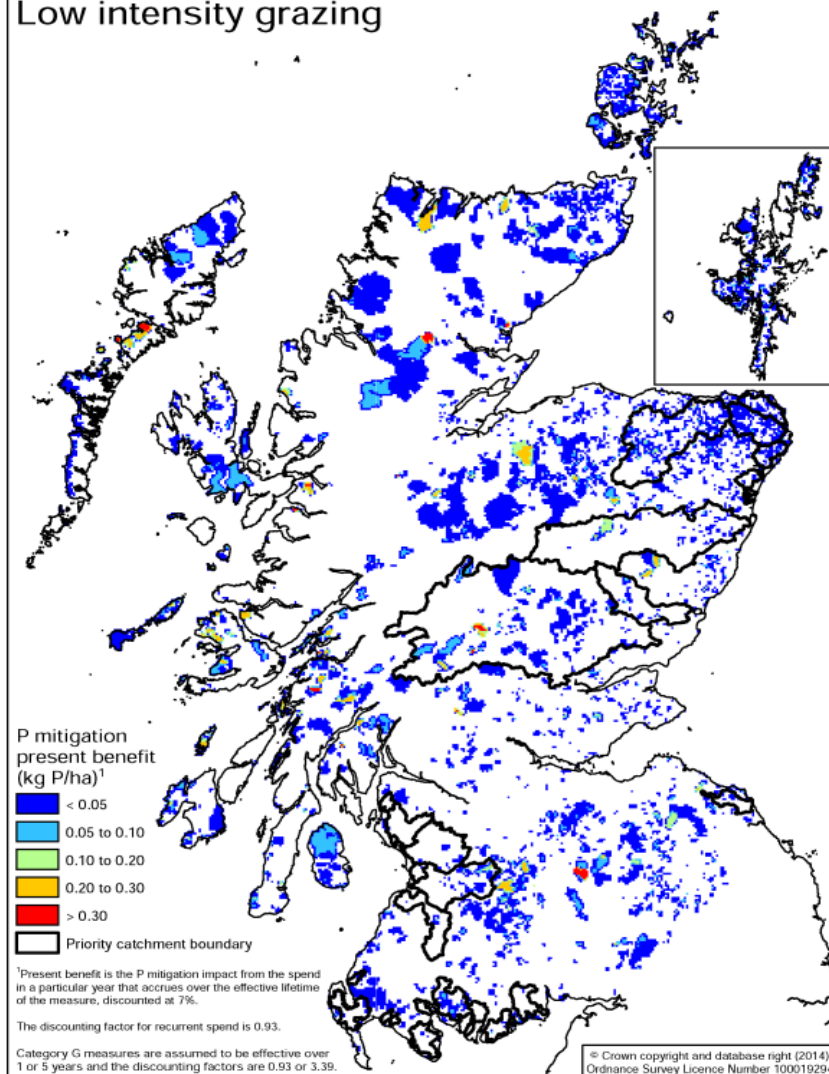 Low intensity grazing
P mitigation
present benefit
(kg P/ha)¹
< 0.05
0.05 to 0.10
0.10 to 0.20
0.20 to 0.30
> 0.30
Priority catchment boundary
¹Present benefit is the P mitigation impact from the spend
in a particular year that accrues over the effective lifetime
of the measure, discounted at 7%.
The discounting factor for recurrent spend is 0.93.
Category G measures are assumed to be effective over
1 or 5 years and the discounting factors are 0.93 or 3.39.
© Crown copyright and database right (2014)
Ordnance Survey Licence Number 100019294